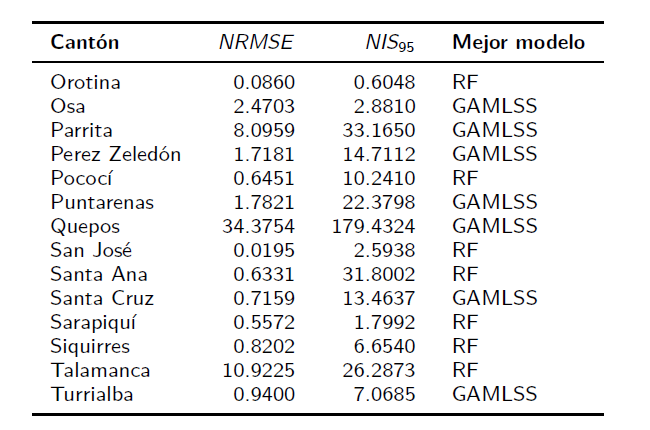 Cantón NRMSE NIS₉₅ Mejor modelo
Orotina 0.0860 0.6048 RF
Osa 2.4703 2.8810 GAMLSS
Parrita 8.0959 33.1650 GAMLSS
Perez Zeledón 1.7181 14.7112 GAMLSS
Pococí 0.6451 10.2410 RF
Puntarenas 1.7821 22.3798 GAMLSS
Quepos 34.3754 179.4324 GAMLSS
San José 0.0195 2.5938 RF
Santa Ana 0.6331 31.8002 RF
Santa Cruz 0.7159 13.4637 GAMLSS
Sarapiquí 0.5572 1.7992 RF
Siquirres 0.8202 6.6540 RF
Talamanca 10.9225 26.2873 RF
Turrialba 0.9400 7.0685 GAMLSS